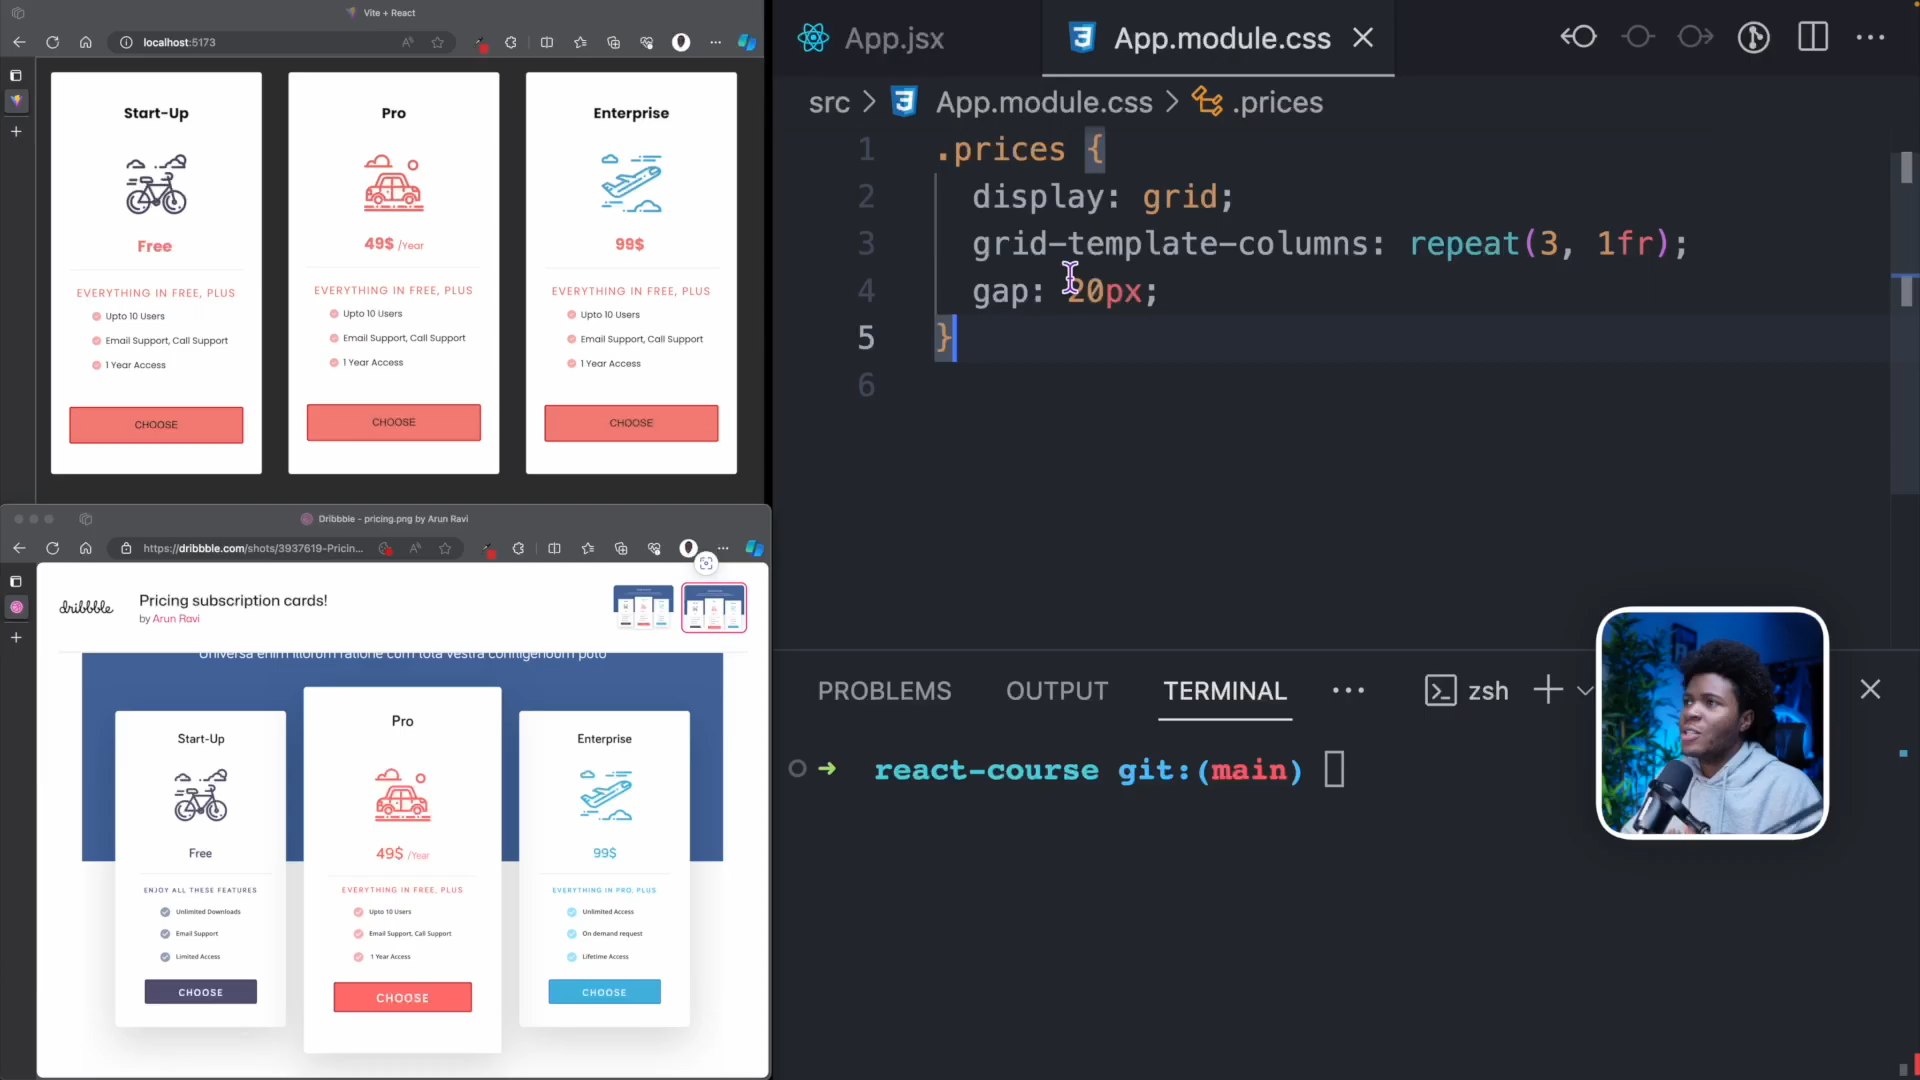 Vite + React
localhost:5173
Start-Up
Free
EVERYTHING IN FREE, PLUS
Upto 10 Users
Email Support, Call Support
1 Year Access
CHOOSE
Pro
49$ /Year
EVERYTHING IN FREE, PLUS
Upto 10 Users
Email Support, Call Support
1 Year Access
CHOOSE
Enterprise
99$
EVERYTHING IN FREE, PLUS
Upto 10 Users
Email Support, Call Support
1 Year Access
CHOOSE
Dribbble - pricing.png by Arun Ravi
https://dribbble.com/shots/3937619-Pricin...
dribbble
Pricing subscription cards!
by Arun Ravi
Start-Up
Free
ENJOY ALL THESE FEATURES
Unlimited Downloads
Email Support
Limited Access
CHOOSE
Pro
49$ /Year
EVERYTHING IN FREE, PLUS
Upto 10 Users
Email Support, Call Support
1 Year Access
CHOOSE
Enterprise
99$
EVERYTHING IN PRO, PLUS
Unlimited Access
On demand request
Lifetime Access
CHOOSE
App.jsx
App.module.css
src > App.module.css > .prices
1 .prices {
2 display: grid;
3 grid-template-columns: repeat(3, 1fr);
4 gap: 20px;
5 }
6
PROBLEMS OUTPUT TERMINAL ... zsh
react-course git:(main)